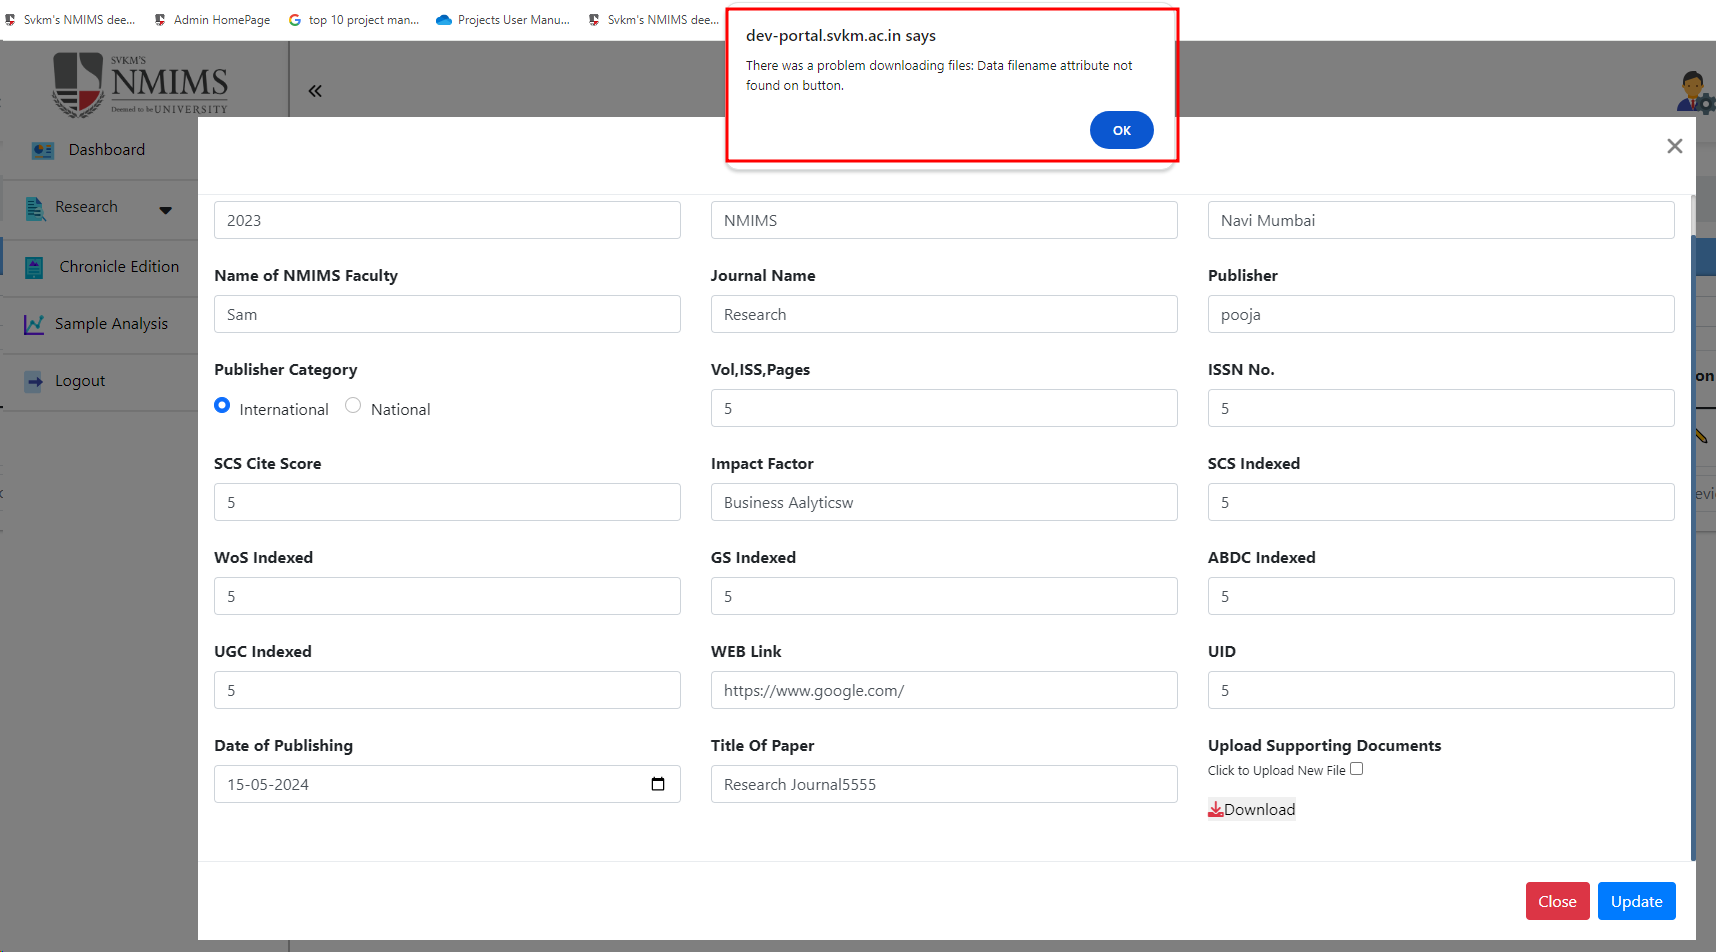 Svkm's NMIMS dee...
Admin HomePage
top 10 project man...
Projects User Manu...
Svkm's NMIMS dee...
dev-portal.svkm.ac.in says
There was a problem downloading files: Data filename attribute not
found on button.
OK
SVKM'S
NMIMS
Deemed to be UNIVERSITY
Dashboard
Research
Chronicle Edition
Sample Analysis
Logout
2023
NMIMS
Navi Mumbai
Name of NMIMS Faculty
Journal Name
Publisher
Sam
Research
pooja
Publisher Category
Vol,ISS,Pages
ISSN No.
International
National
5
5
SCS Cite Score
Impact Factor
SCS Indexed
5
Business Aalyticsw
5
WoS Indexed
GS Indexed
ABDC Indexed
5
5
5
UGC Indexed
WEB Link
UID
5
https://www.google.com/
5
Date of Publishing
Title Of Paper
Upload Supporting Documents
Click to Upload New File
15-05-2024
Research Journal5555
Download
Close
Update